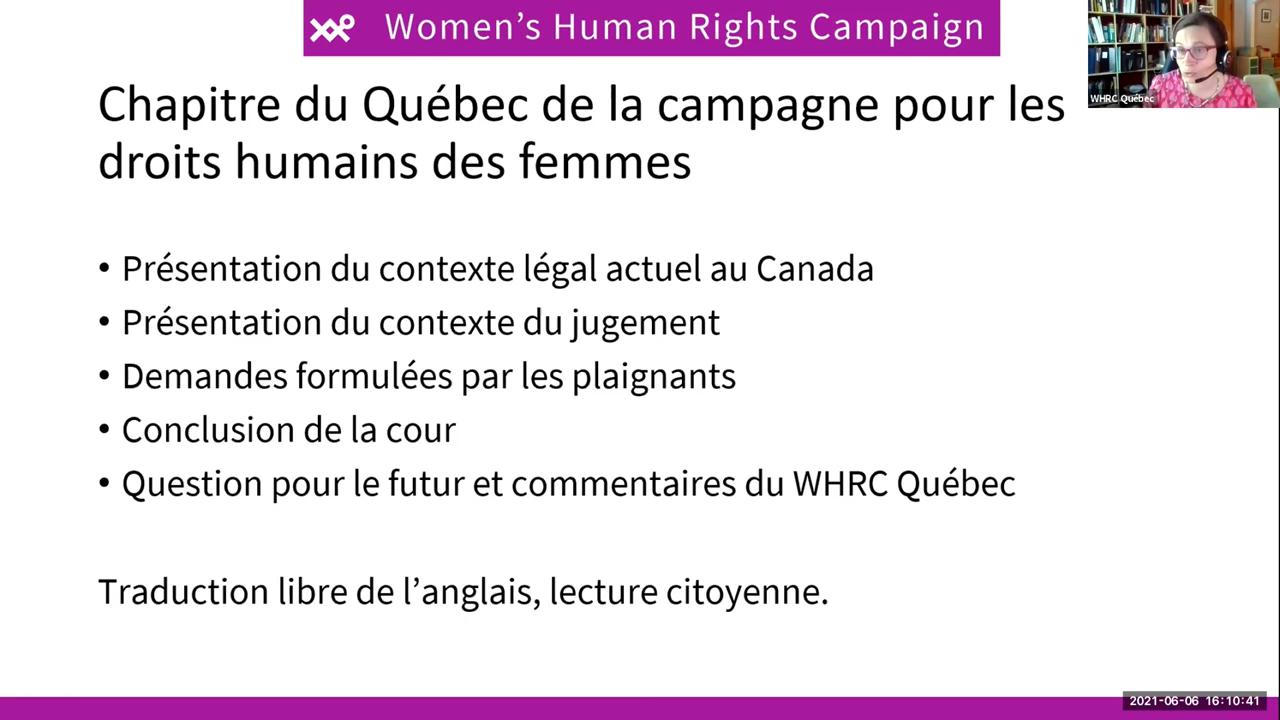 Women’s Human Rights Campaign
WHRC Québec
Chapitre du Québec de la campagne pour les
droits humains des femmes
• Présentation du contexte légal actuel au Canada
• Présentation du contexte du jugement
• Demandes formulées par les plaignants
• Conclusion de la cour
• Question pour le futur et commentaires du WHRC Québec
Traduction libre de l’anglais, lecture citoyenne.
2021-06-06 16:10:41